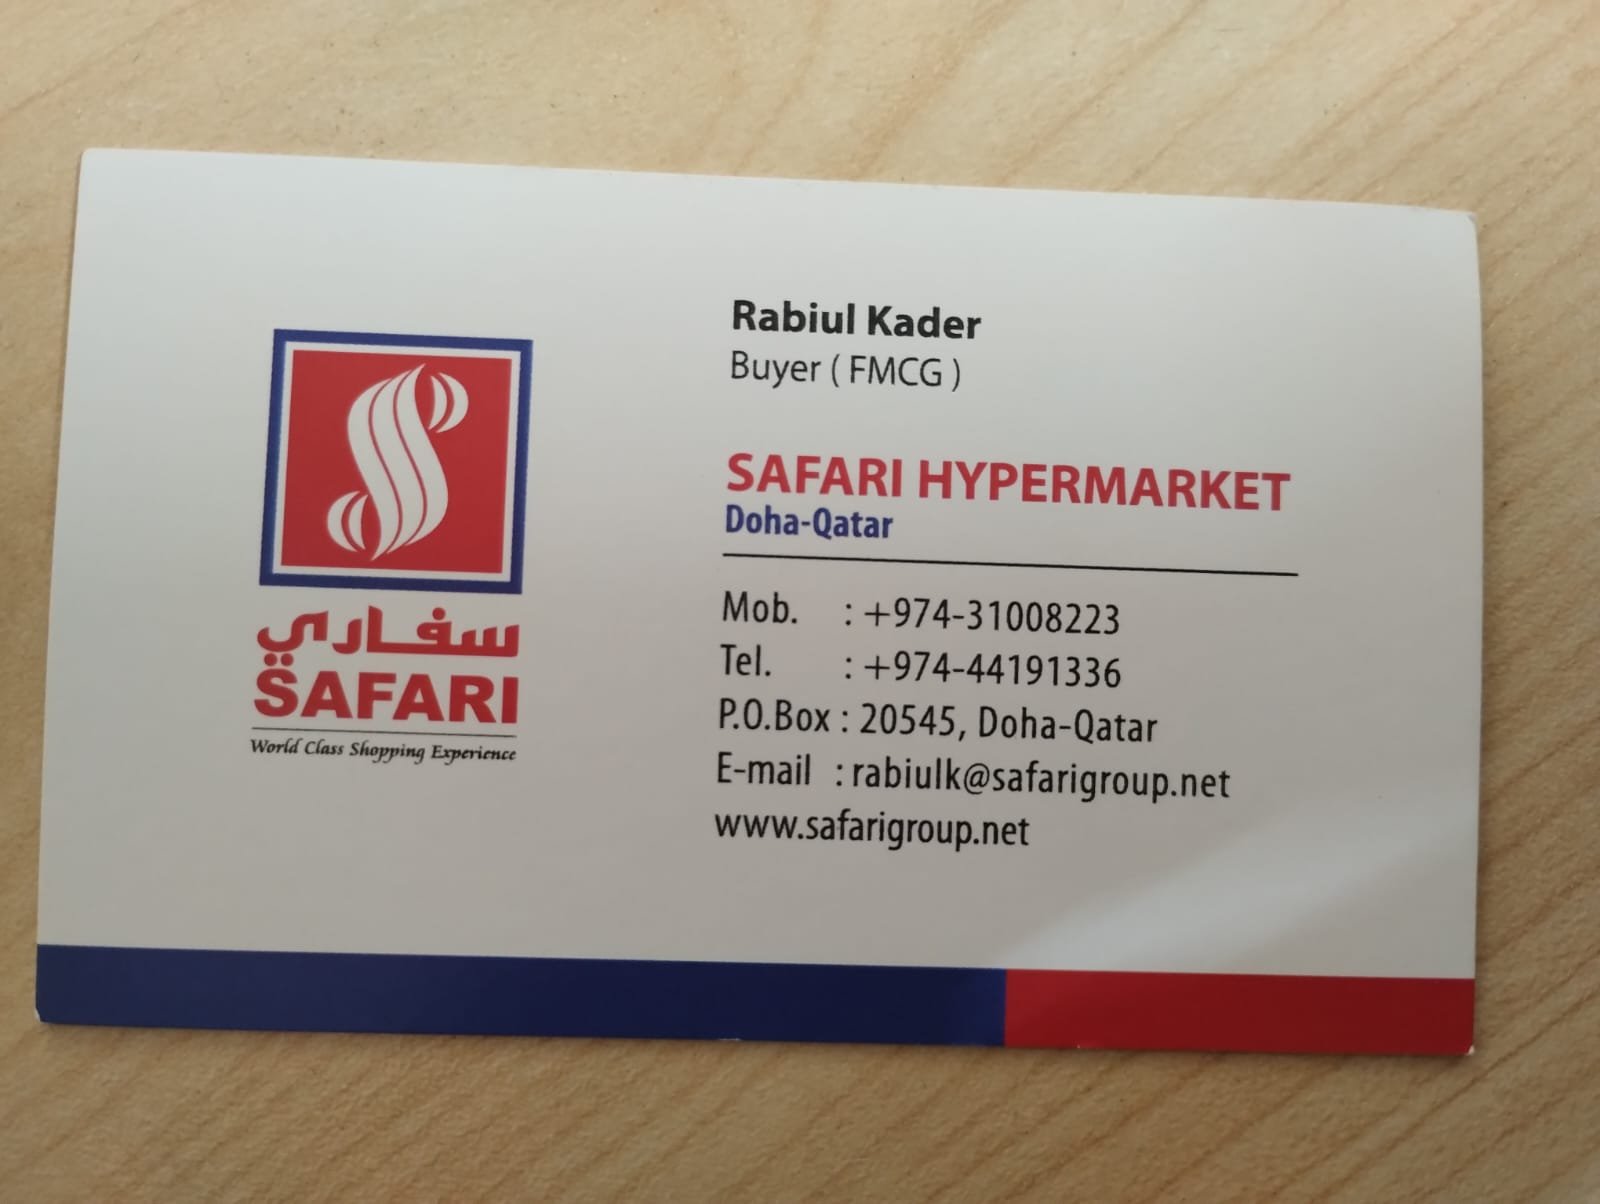 سفاري
SAFARI
World Class Shopping Experience
Rabiul Kader
Buyer ( FMCG )
SAFARI HYPERMARKET
Doha-Qatar
Mob. : +974-31008223
Tel. : +974-44191336
P.O.Box : 20545, Doha-Qatar
E-mail : rabiulk@safarigroup.net
www.safarigroup.net